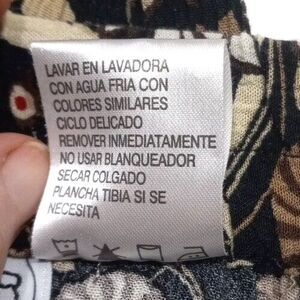 LAVAR EN LAVADORA
CON AGUA FRIA CON
COLORES SIMILARES
CICLO DELICADO
REMOVER INMEDIATAMENTE
NO USAR BLANQUEADOR
SECAR COLGADO
PLANCHA TIBIA SI SE
NECESITA